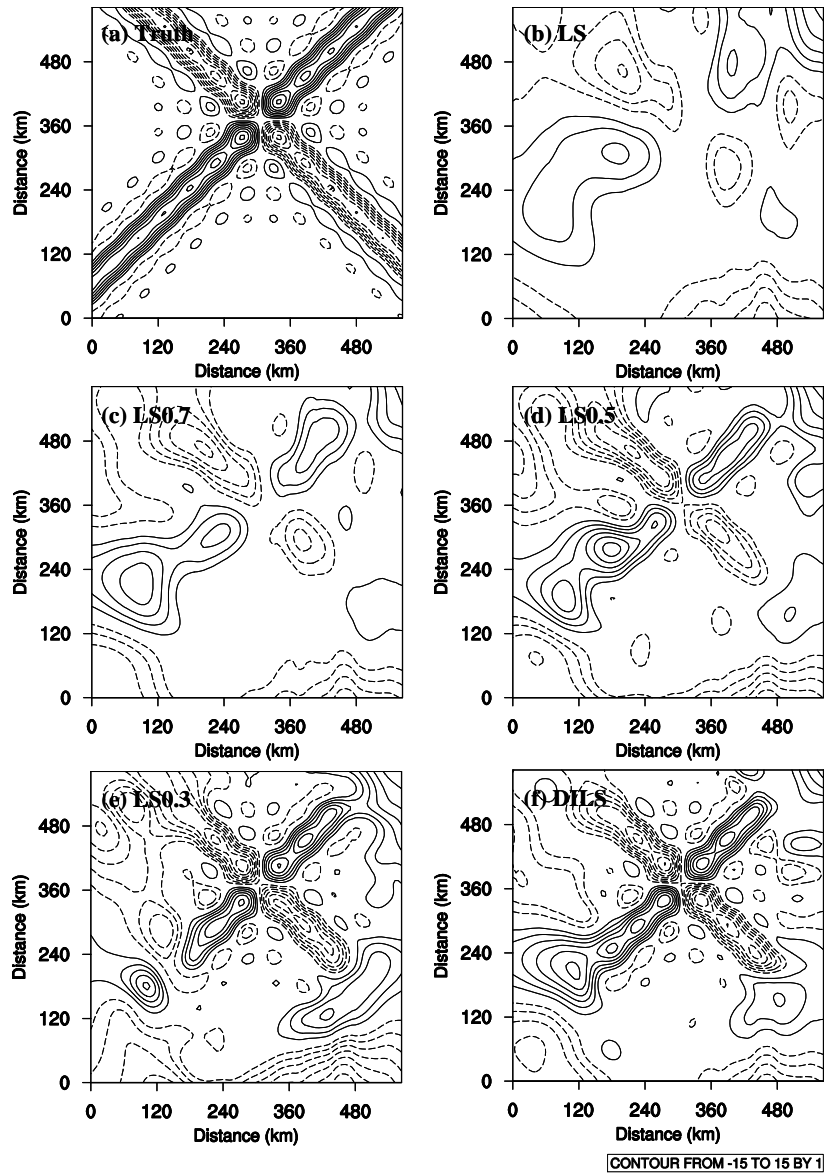 (a) Truth
(b) LS
480
360
240
120
0
Distance (km)
0 120 240 360 480
Distance (km)
480
360
240
120
0
Distance (km)
0 120 240 360 480
Distance (km)
(c) LS0.7
(d) LS0.5
480
360
240
120
0
Distance (km)
0 120 240 360 480
Distance (km)
480
360
240
120
0
Distance (km)
0 120 240 360 480
Distance (km)
(e) LS0.3
(f) DILS
480
360
240
120
0
Distance (km)
0 120 240 360 480
Distance (km)
480
360
240
120
0
Distance (km)
0 120 240 360 480
Distance (km)
CONTOUR FROM -15 TO 15 BY 1